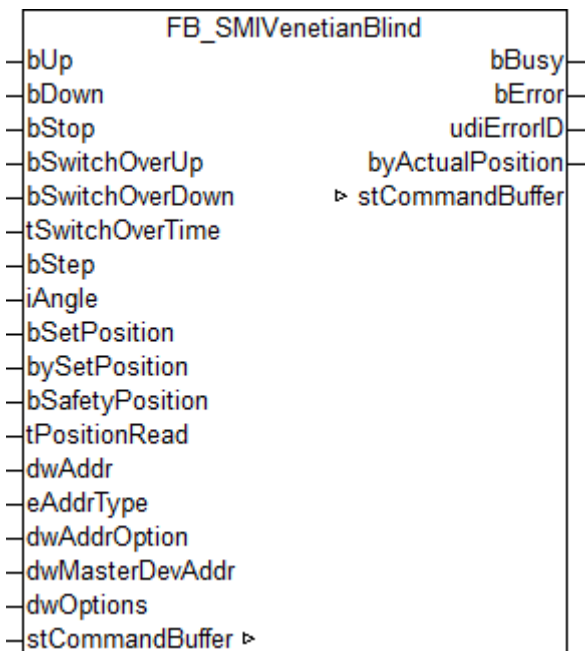 FB_SMIVenetianBlind
bUp bBusy
bDown bError
bStop udiErrorID
bSwitchOverUp byActualPosition
bSwitchOverDown ▹ stCommandBuffer
tSwitchOverTime
bStep
iAngle
bSetPosition
bySetPosition
bSafetyPosition
tPositionRead
dwAddr
eAddrType
dwAddrOption
dwMasterDevAddr
dwOptions
stCommandBuffer ▹